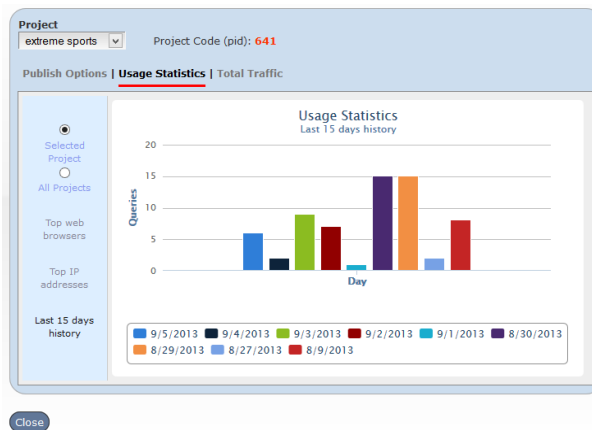 Project
extreme sports
Project Code (pid): 641
Publish Options | Usage Statistics | Total Traffic
Selected
Project
All Projects
Top web
browsers
Top IP
addresses
Last 15 days
history
Usage Statistics
Last 15 days history
Queries
20
15
10
5
0
Day
9/5/2013 9/4/2013 9/3/2013 9/2/2013 9/1/2013 8/30/2013
8/29/2013 8/27/2013 8/9/2013
Close